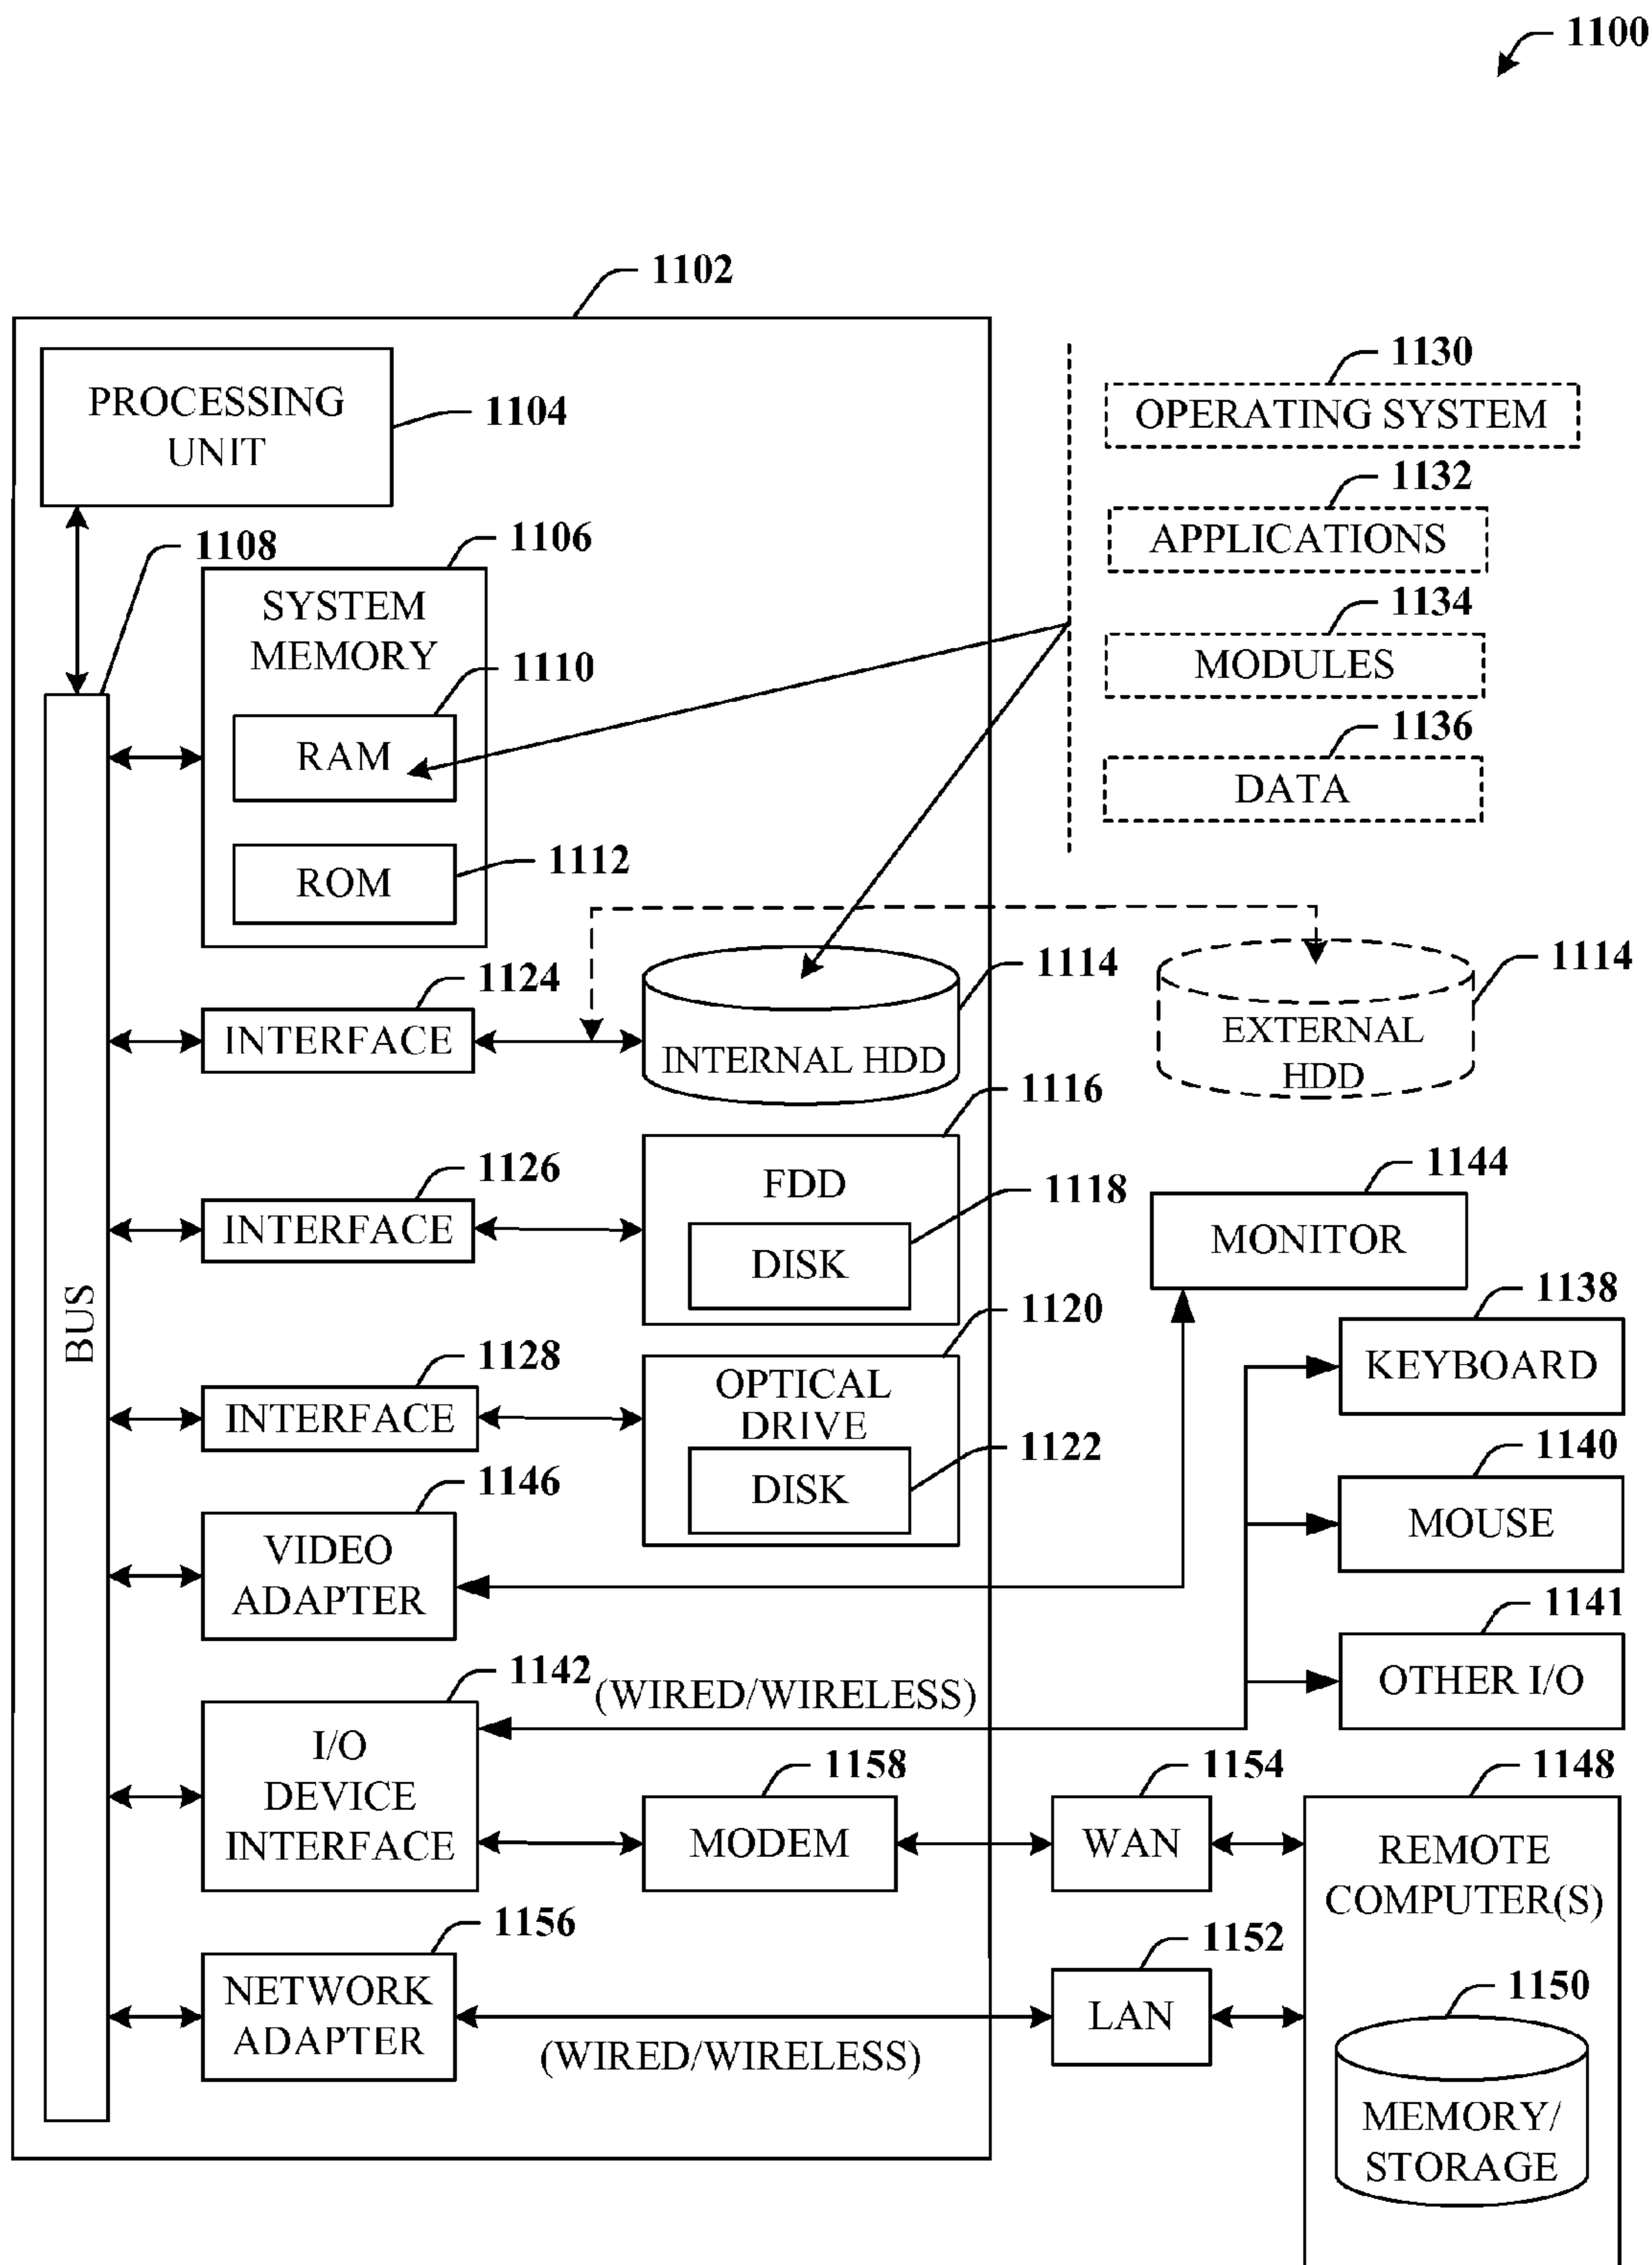 1100
1102
PROCESSING
UNIT
1104
1130
OPERATING SYSTEM
1132
APPLICATIONS
1134
MODULES
1136
DATA
1108
1106
SYSTEM
MEMORY
1110
RAM
1112
ROM
BUS
1124
INTERFACE
1114
INTERNAL HDD
1114
EXTERNAL
HDD
1126
INTERFACE
1116
FDD
1118
DISK
1144
MONITOR
1128
INTERFACE
1120
OPTICAL
DRIVE
1122
DISK
1138
KEYBOARD
1140
MOUSE
1141
OTHER I/O
1146
VIDEO
ADAPTER
1142
(WIRED/WIRELESS)
I/O
DEVICE
INTERFACE
1158
MODEM
1154
WAN
1148
REMOTE
COMPUTER(S)
1156
NETWORK
ADAPTER
(WIRED/WIRELESS)
1152
LAN
1150
MEMORY/
STORAGE